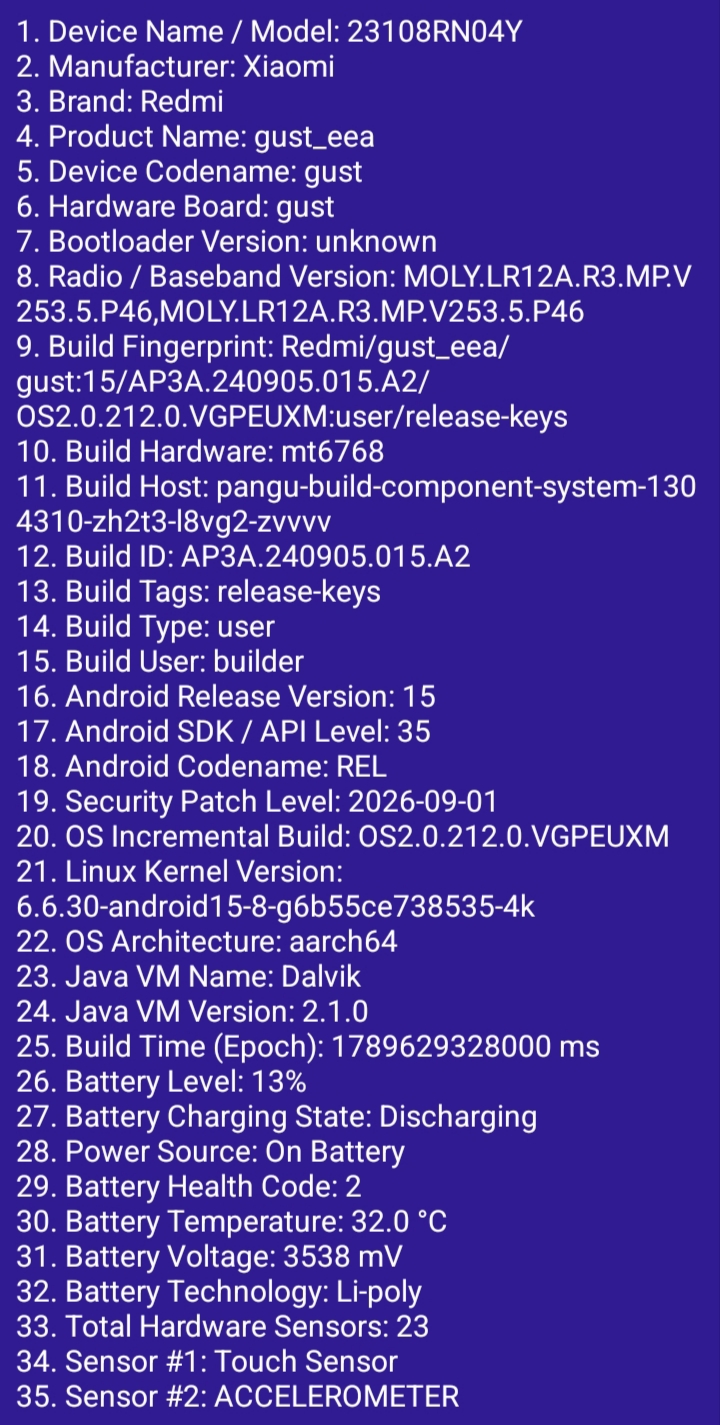 1. Device Name / Model: 23108RN04Y
2. Manufacturer: Xiaomi
3. Brand: Redmi
4. Product Name: gust_eea
5. Device Codename: gust
6. Hardware Board: gust
7. Bootloader Version: unknown
8. Radio / Baseband Version: MOLY.LR12A.R3.MP.V
253.5.P46,MOLY.LR12A.R3.MP.V253.5.P46
9. Build Fingerprint: Redmi/gust_eea/
gust:15/AP3A.240905.015.A2/
OS2.0.212.0.VGPEUXM:user/release-keys
10. Build Hardware: mt6768
11. Build Host: pangu-build-component-system-130
4310-zh2t3-l8vg2-zvvvv
12. Build ID: AP3A.240905.015.A2
13. Build Tags: release-keys
14. Build Type: user
15. Build User: builder
16. Android Release Version: 15
17. Android SDK / API Level: 35
18. Android Codename: REL
19. Security Patch Level: 2026-09-01
20. OS Incremental Build: OS2.0.212.0.VGPEUXM
21. Linux Kernel Version:
6.6.30-android15-8-g6b55ce738535-4k
22. OS Architecture: aarch64
23. Java VM Name: Dalvik
24. Java VM Version: 2.1.0
25. Build Time (Epoch): 1789629328000 ms
26. Battery Level: 13%
27. Battery Charging State: Discharging
28. Power Source: On Battery
29. Battery Health Code: 2
30. Battery Temperature: 32.0 °C
31. Battery Voltage: 3538 mV
32. Battery Technology: Li-poly
33. Total Hardware Sensors: 23
34. Sensor #1: Touch Sensor
35. Sensor #2: ACCELEROMETER